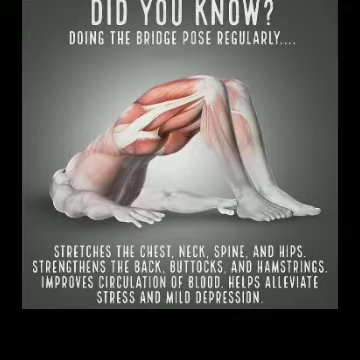 DID YOU KNOW?
DOING THE BRIDGE POSE REGULARLY....
STRETCHES THE CHEST, NECK, SPINE, AND HIPS.
STRENGTHENS THE BACK, BUTTOCKS, AND HAMSTRINGS.
IMPROVES CIRCULATION OF BLOOD. HELPS ALLEVIATE
STRESS AND MILD DEPRESSION.